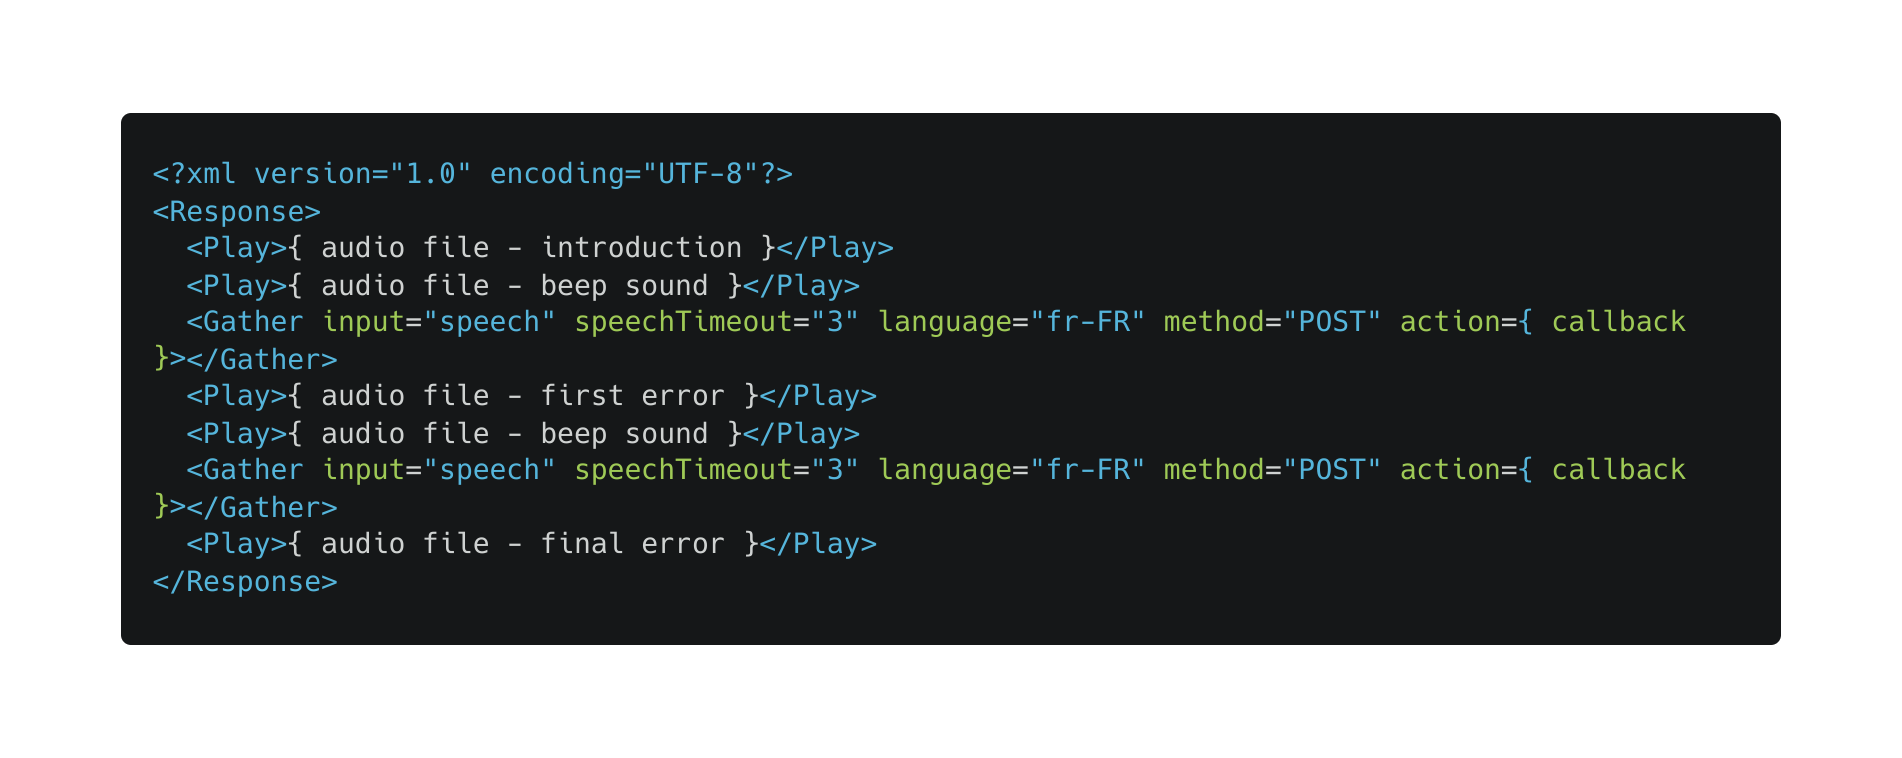 <?xml version="1.0" encoding="UTF-8"?>
<Response>
  <Play>{ audio file - introduction }</Play>
  <Play>{ audio file - beep sound }</Play>
  <Gather input="speech" speechTimeout="3" language="fr-FR" method="POST" action={ callback
}></Gather>
  <Play>{ audio file - first error }</Play>
  <Play>{ audio file - beep sound }</Play>
  <Gather input="speech" speechTimeout="3" language="fr-FR" method="POST" action={ callback
}></Gather>
  <Play>{ audio file - final error }</Play>
</Response>